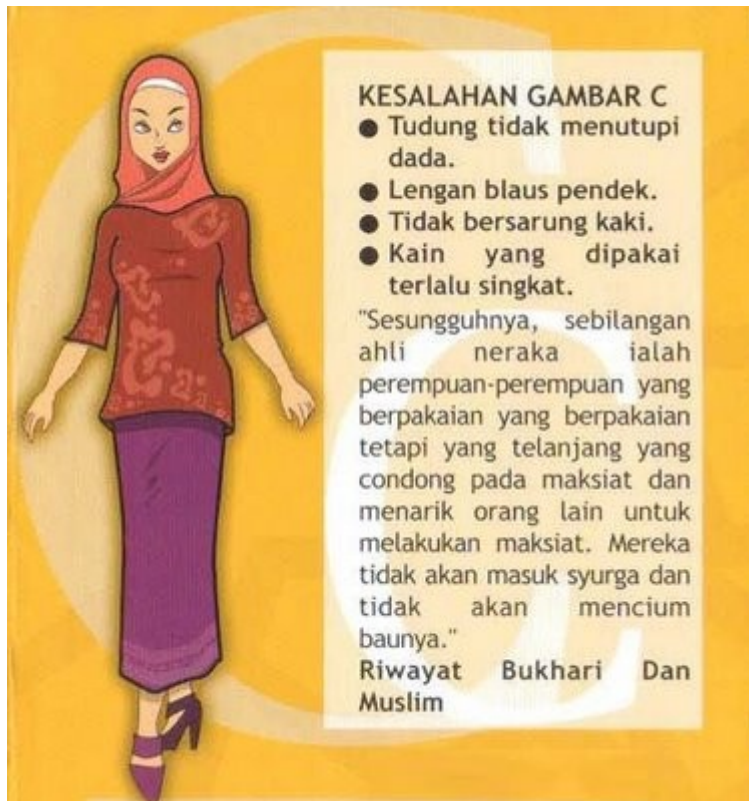 KESALAHAN GAMBAR C
● Tudung tidak menutupi
dada.
● Lengan blaus pendek.
● Tidak bersarung kaki.
● Kain yang dipakai
terlalu singkat.
"Sesungguhnya, sebilangan
ahli neraka ialah
perempuan-perempuan yang
berpakaian yang berpakaian
tetapi yang telanjang yang
condong pada maksiat dan
menarik orang lain untuk
melakukan maksiat. Mereka
tidak akan masuk syurga dan
tidak akan mencium
baunya."
Riwayat Bukhari Dan
Muslim